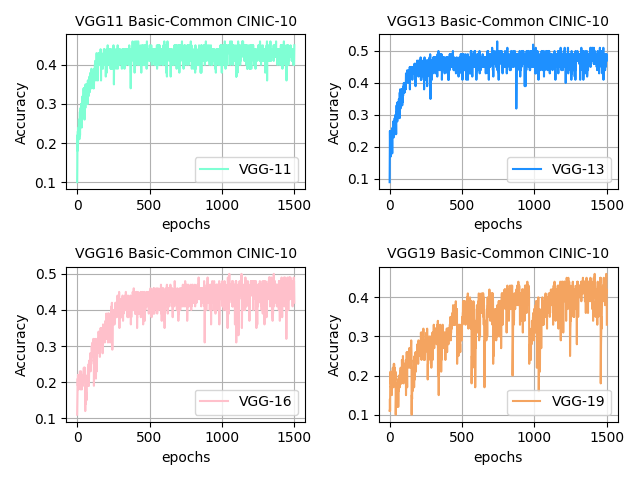 VGG11 Basic-Common CINIC-10
Accuracy
0.4
0.3
0.2
0.1
0
500
1000
1500
epochs
VGG-11
VGG13 Basic-Common CINIC-10
Accuracy
0.5
0.4
0.3
0.2
0.1
0
500
1000
1500
epochs
VGG-13
VGG16 Basic-Common CINIC-10
Accuracy
0.5
0.4
0.3
0.2
0.1
0
500
1000
1500
epochs
VGG-16
VGG19 Basic-Common CINIC-10
Accuracy
0.4
0.3
0.2
0.1
0
500
1000
1500
epochs
VGG-19